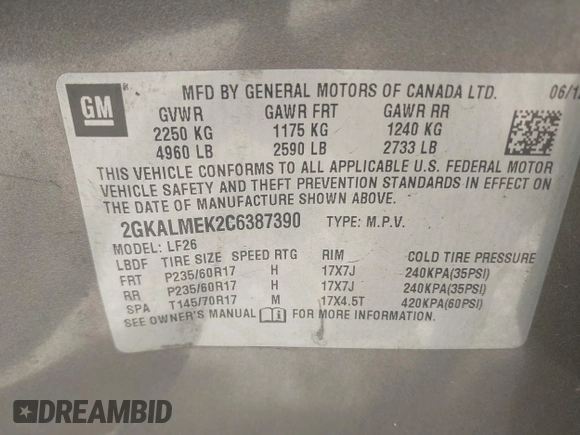 GM
MFD BY GENERAL MOTORS OF CANADA LTD. 06/12
GVWR GAWR FRT GAWR RR
2250 KG 1175 KG 1240 KG
4960 LB 2590 LB 2733 LB
THIS VEHICLE CONFORMS TO ALL APPLICABLE U.S. FEDERAL MOTOR
VEHICLE SAFETY AND THEFT PREVENTION STANDARDS IN EFFECT ON
THE DATE OF MANUFACTURE SHOWN ABOVE.
2GKALMEK2C6387390 TYPE: M.P.V.
MODEL: LF26
LBDF TIRE SIZE SPEED RTG RIM COLD TIRE PRESSURE
FRT P235/60R17 H 17X7J 240KPA(35PSI)
RR P235/60R17 H 17X7J 240KPA(35PSI)
SPA T145/70R17 M 17X4.5T 420KPA(60PSI)
SEE OWNER'S MANUAL FOR MORE INFORMATION.
DREAMBID